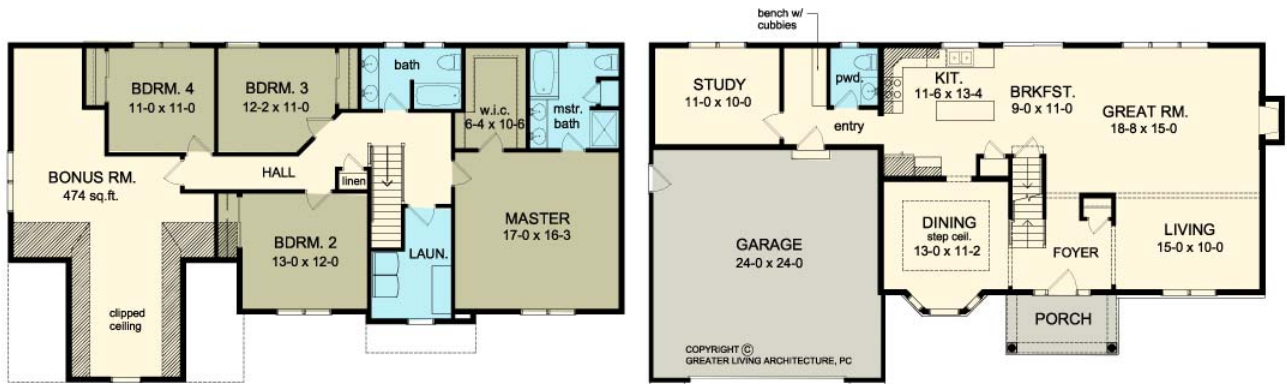 BDRM. 4
11-0 x 11-0
BDRM. 3
12-2 x 11-0
bath
w.i.c.
6-4 x 10-6
mstr.
bath
BONUS RM.
474 sq.ft.
HALL
linen
BDRM. 2
13-0 x 12-0
LAUN.
MASTER
17-0 x 16-3
clipped
ceiling
bench w/
cubbies
STUDY
11-0 x 10-0
pwd.
entry
KIT.
11-6 x 13-4
BRKFST.
9-0 x 11-0
GREAT RM.
18-8 x 15-0
GARAGE
24-0 x 24-0
DINING
step ceil.
13-0 x 11-2
FOYER
LIVING
15-0 x 10-0
PORCH
COPYRIGHT ©
GREATER LIVING ARCHITECTURE, PC